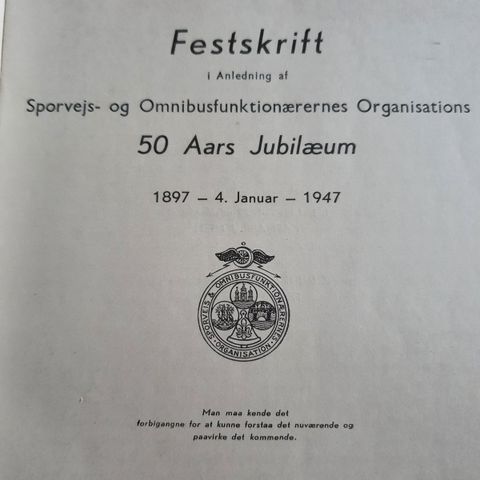 Festskrift
i Anledning af
Sporvejs- og Omnibusfunktionærernes Organisations
50 Aars Jubilæum
1897 – 4. Januar – 1947
SPORVEJS & OMNIBUSFUNKTIONÆRERNES
·ORGANISATION·
Man maa kende det
forbigangne for at kunne forstaa det nuværende og
paavirke det kommende.